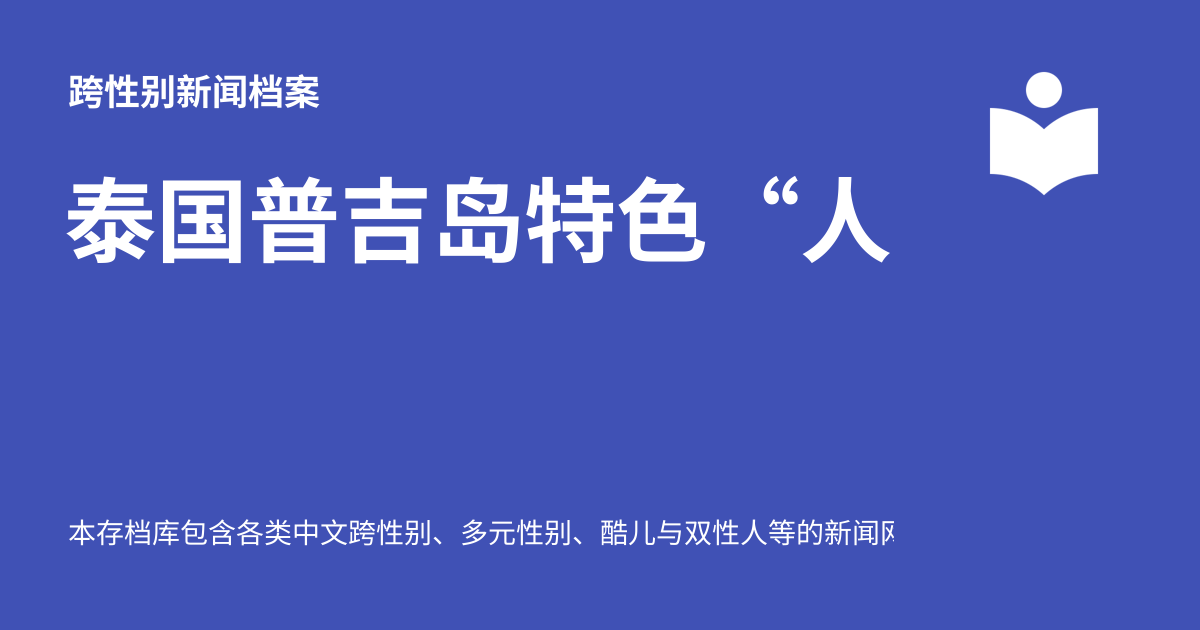 跨性别新闻档案
泰国普吉岛特色“人
本存档库包含各类中文跨性别、多元性别、酷儿与双性人等的新闻